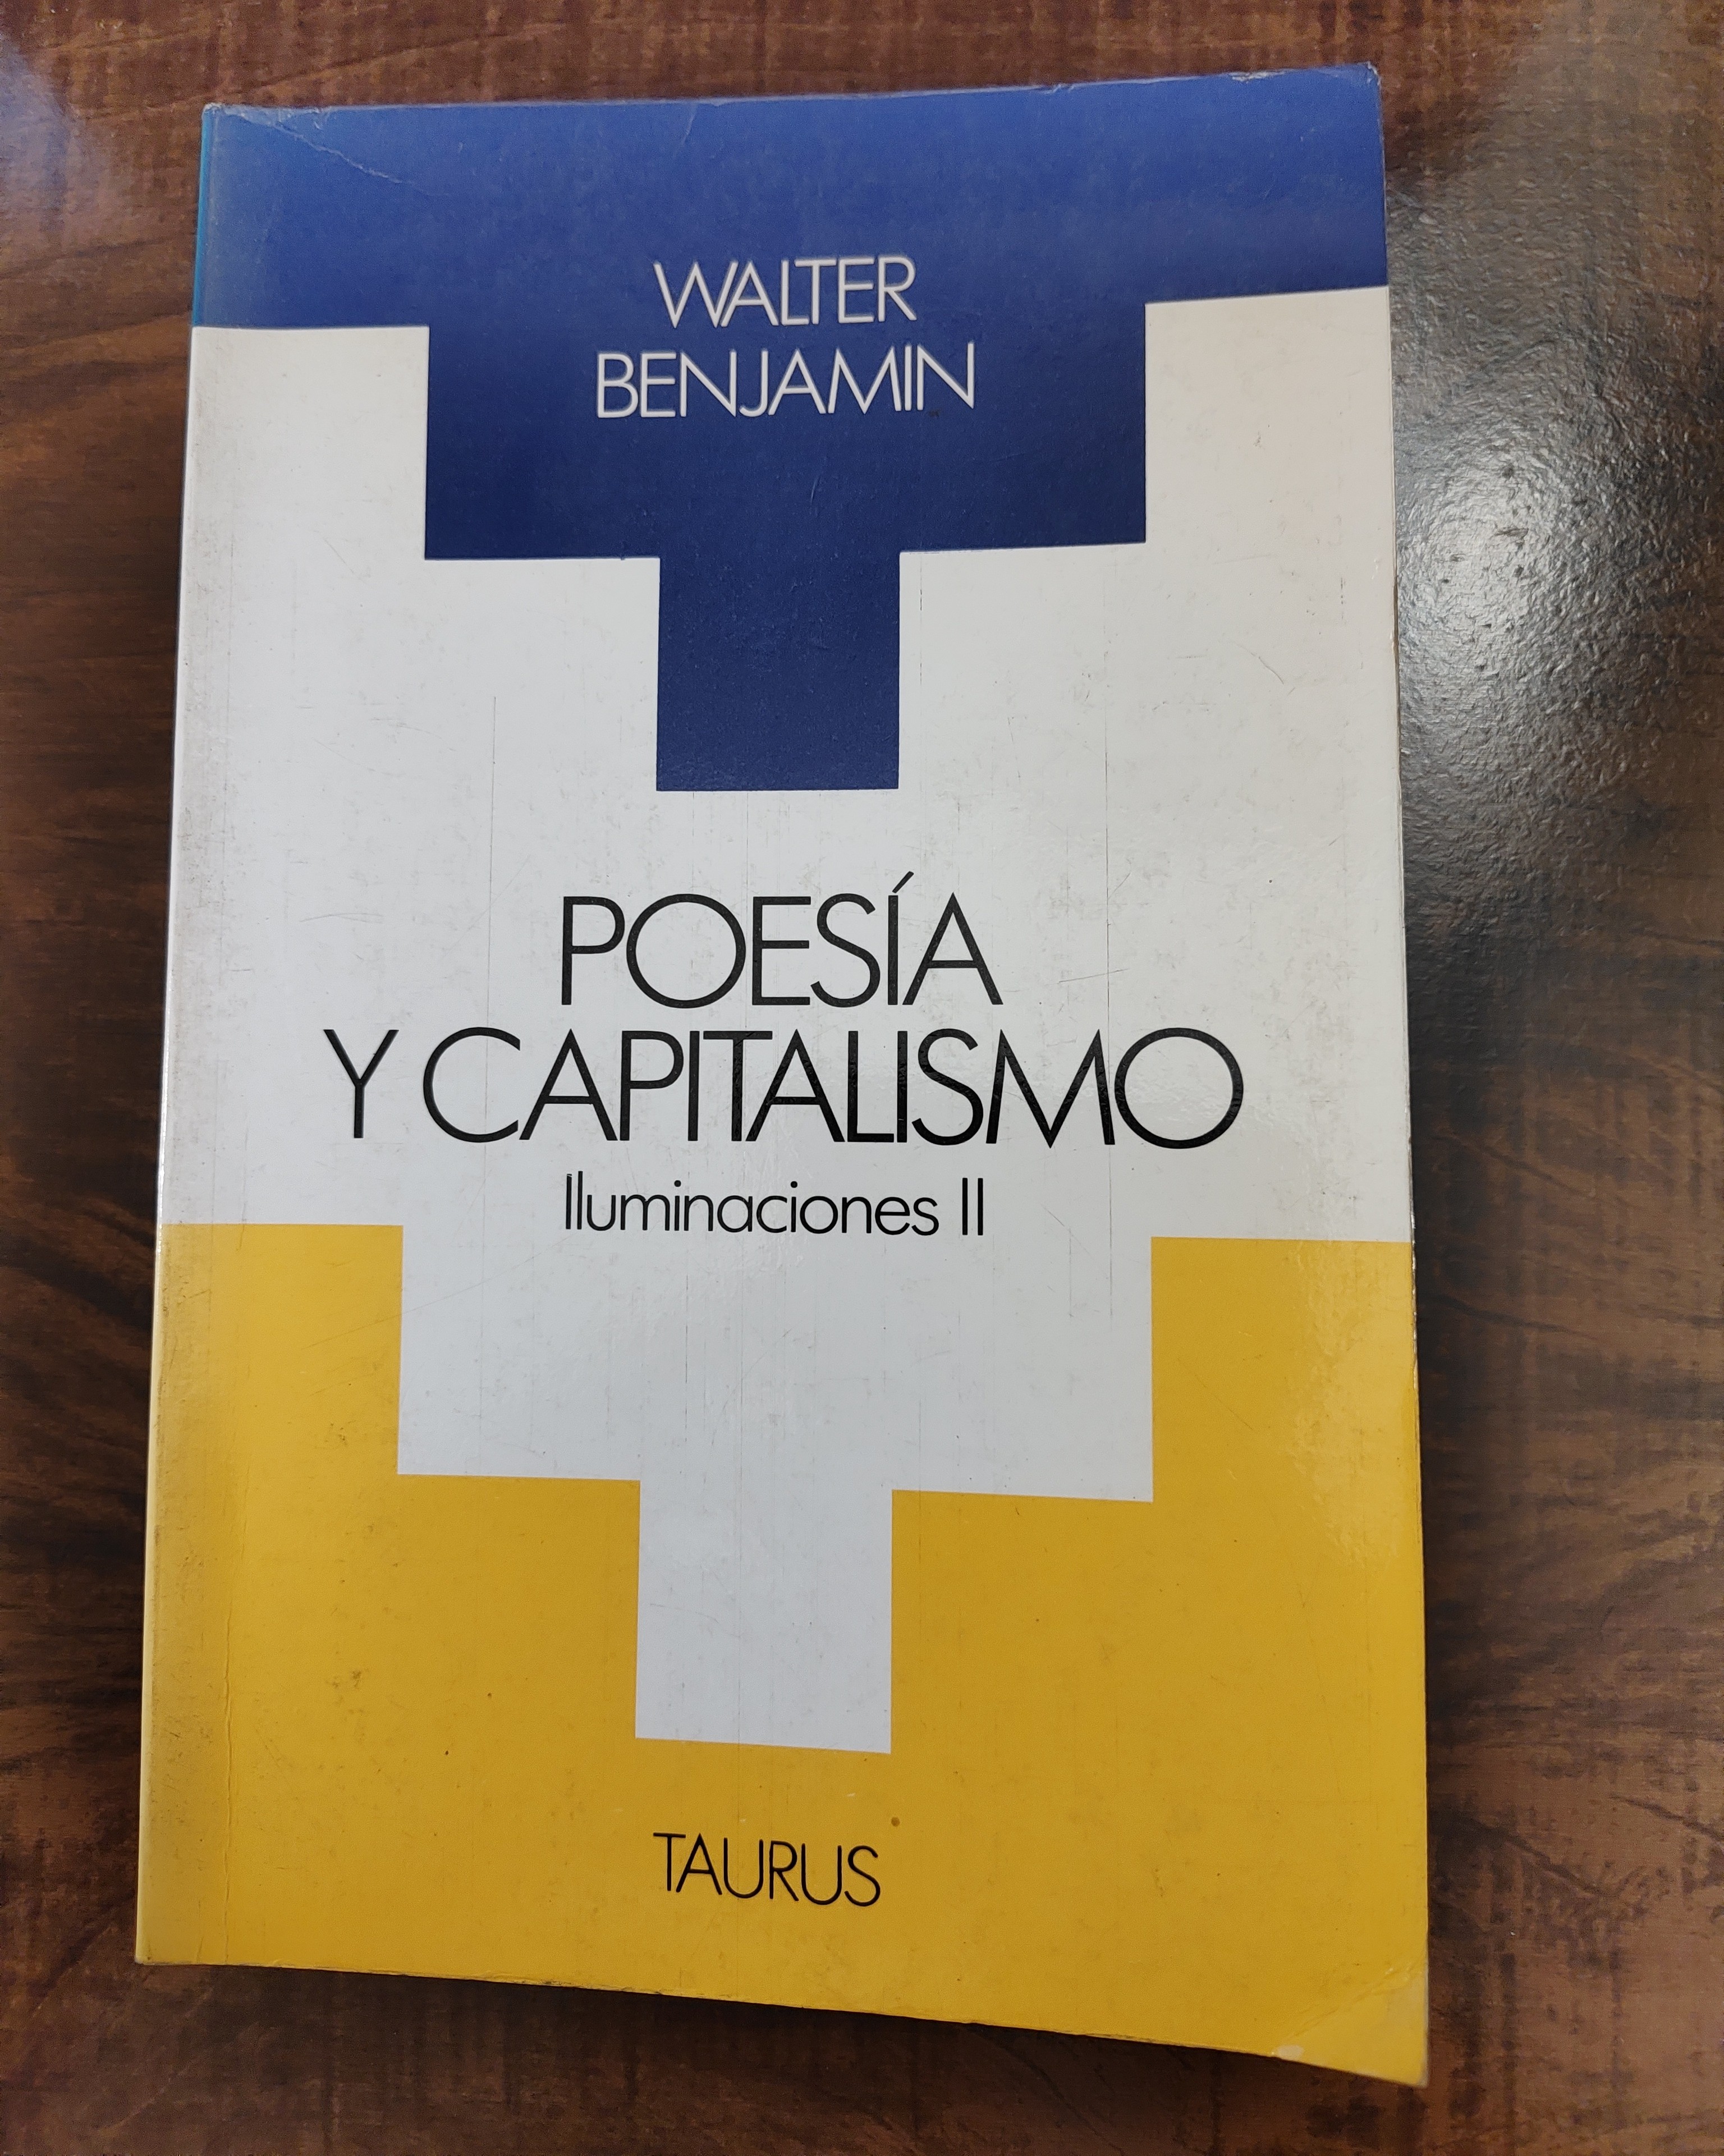 WALTER
BENJAMIN
POESÍA
Y CAPITALISMO
Iluminaciones II
TAURUS